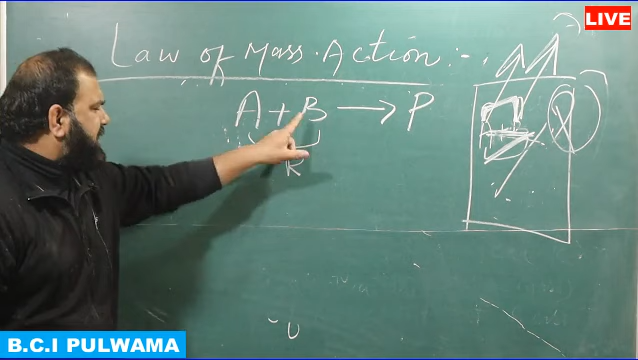 LIVE
Law of Mass Action :-
A + B → P
R
B.C.I PULWAMA